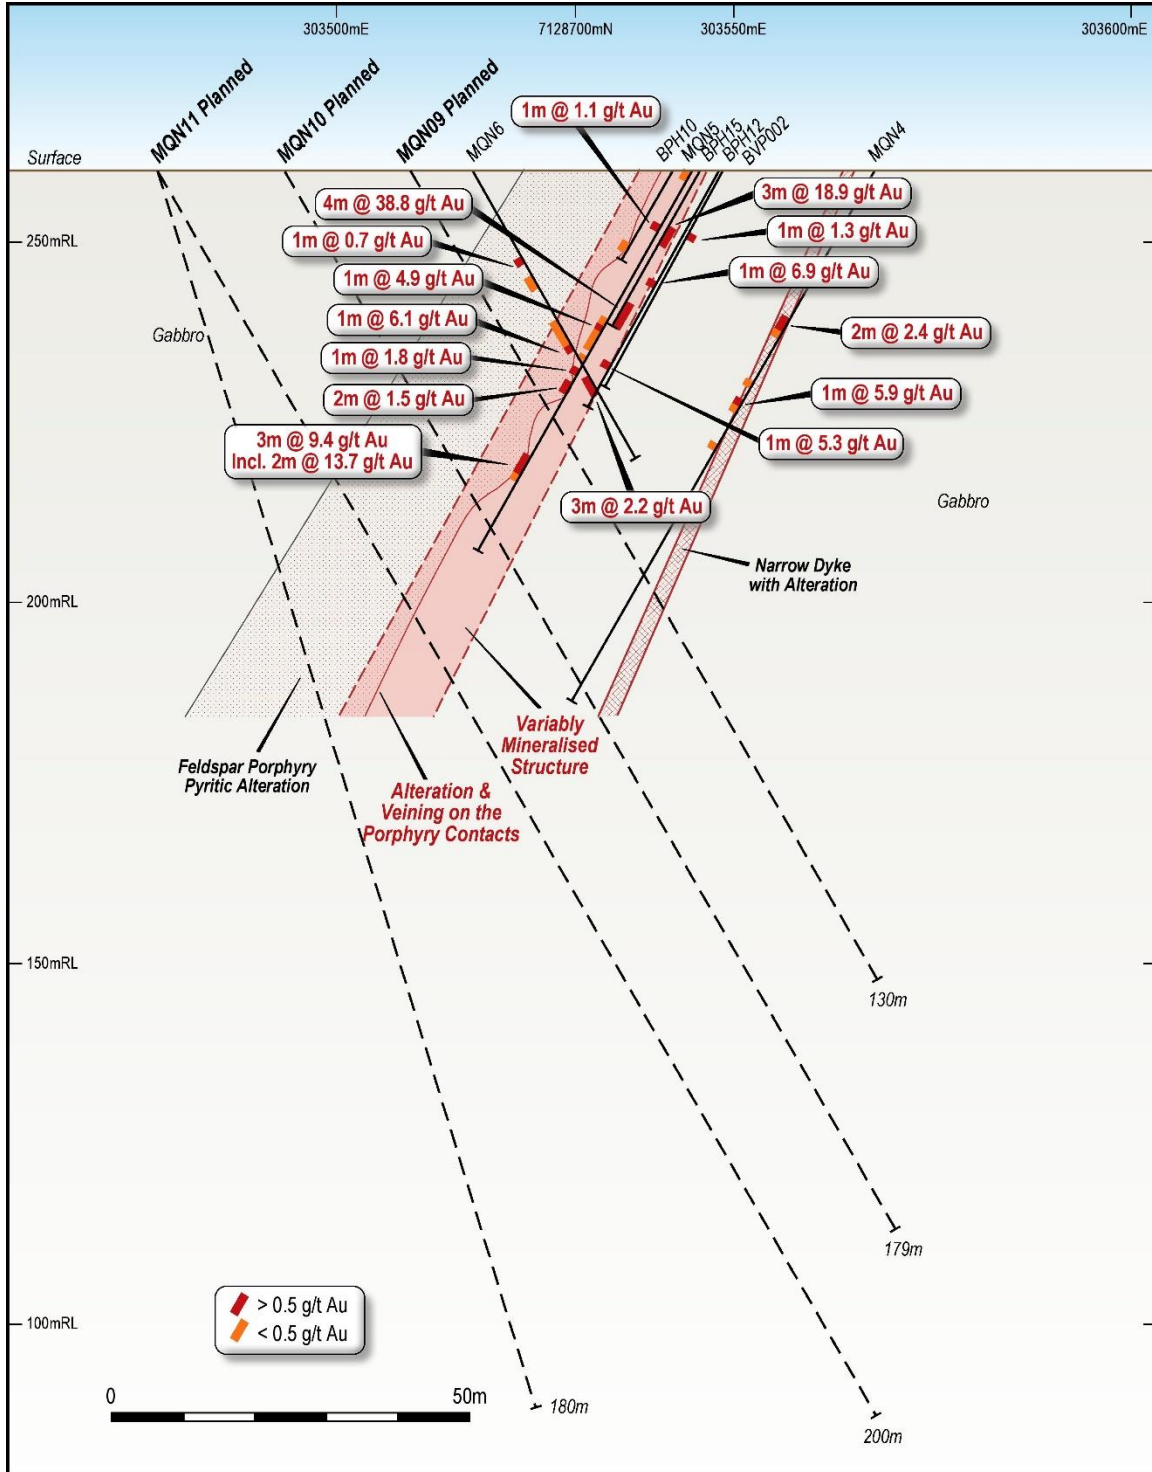 303500mE
7128700mN
303550mE
303600mE
MQN11 Planned
MQN10 Planned
MQN09 Planned
MQN6
BPH10
MQN5
BPH15
BPH12
BVP002
MQN4
Surface
1m @ 1.1 g/t Au
4m @ 38.8 g/t Au
3m @ 18.9 g/t Au
1m @ 0.7 g/t Au
1m @ 1.3 g/t Au
250mRL
1m @ 4.9 g/t Au
1m @ 6.9 g/t Au
Gabbro
1m @ 6.1 g/t Au
2m @ 2.4 g/t Au
1m @ 1.8 g/t Au
2m @ 1.5 g/t Au
1m @ 5.9 g/t Au
3m @ 9.4 g/t Au
Incl. 2m @ 13.7 g/t Au
1m @ 5.3 g/t Au
3m @ 2.2 g/t Au
Gabbro
Narrow Dyke
with Alteration
200mRL
Variably
Mineralised
Structure
Feldspar Porphyry
Pyritic Alteration
Alteration &
Veining on the
Porphyry Contacts
150mRL
130m
179m
> 0.5 g/t Au
< 0.5 g/t Au
100mRL
0
50m
180m
200m